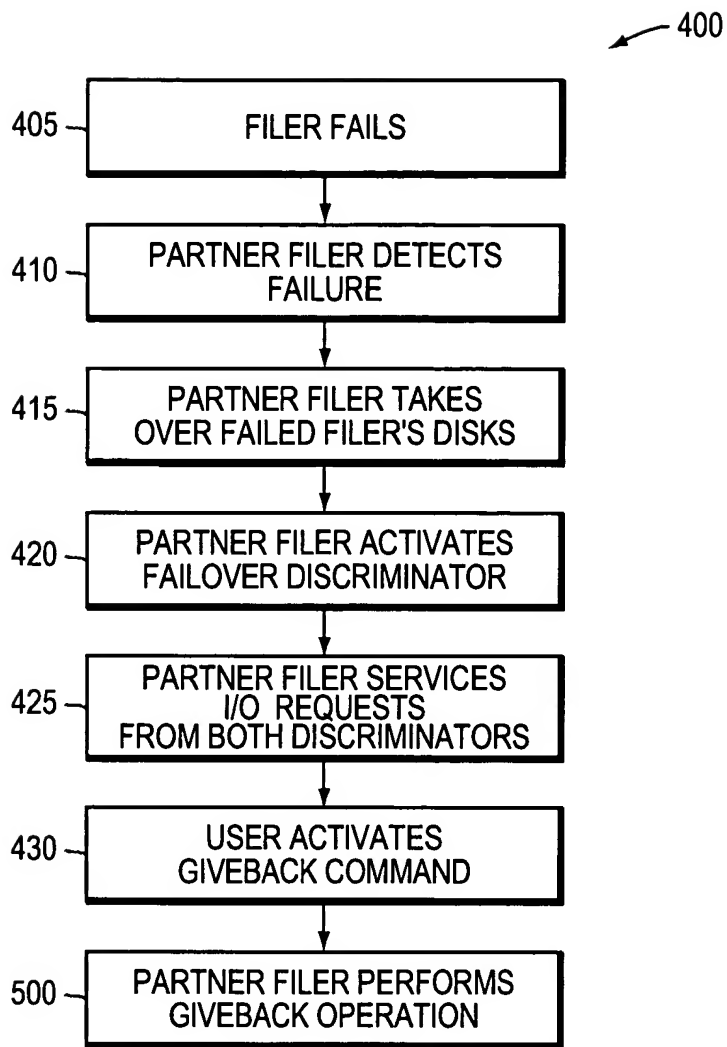 400
405
FILER FAILS
410
PARTNER FILER DETECTS
FAILURE
415
PARTNER FILER TAKES
OVER FAILED FILER'S DISKS
420
PARTNER FILER ACTIVATES
FAILOVER DISCRIMINATOR
425
PARTNER FILER SERVICES
I/O REQUESTS
FROM BOTH DISCRIMINATORS
430
USER ACTIVATES
GIVEBACK COMMAND
500
PARTNER FILER PERFORMS
GIVEBACK OPERATION